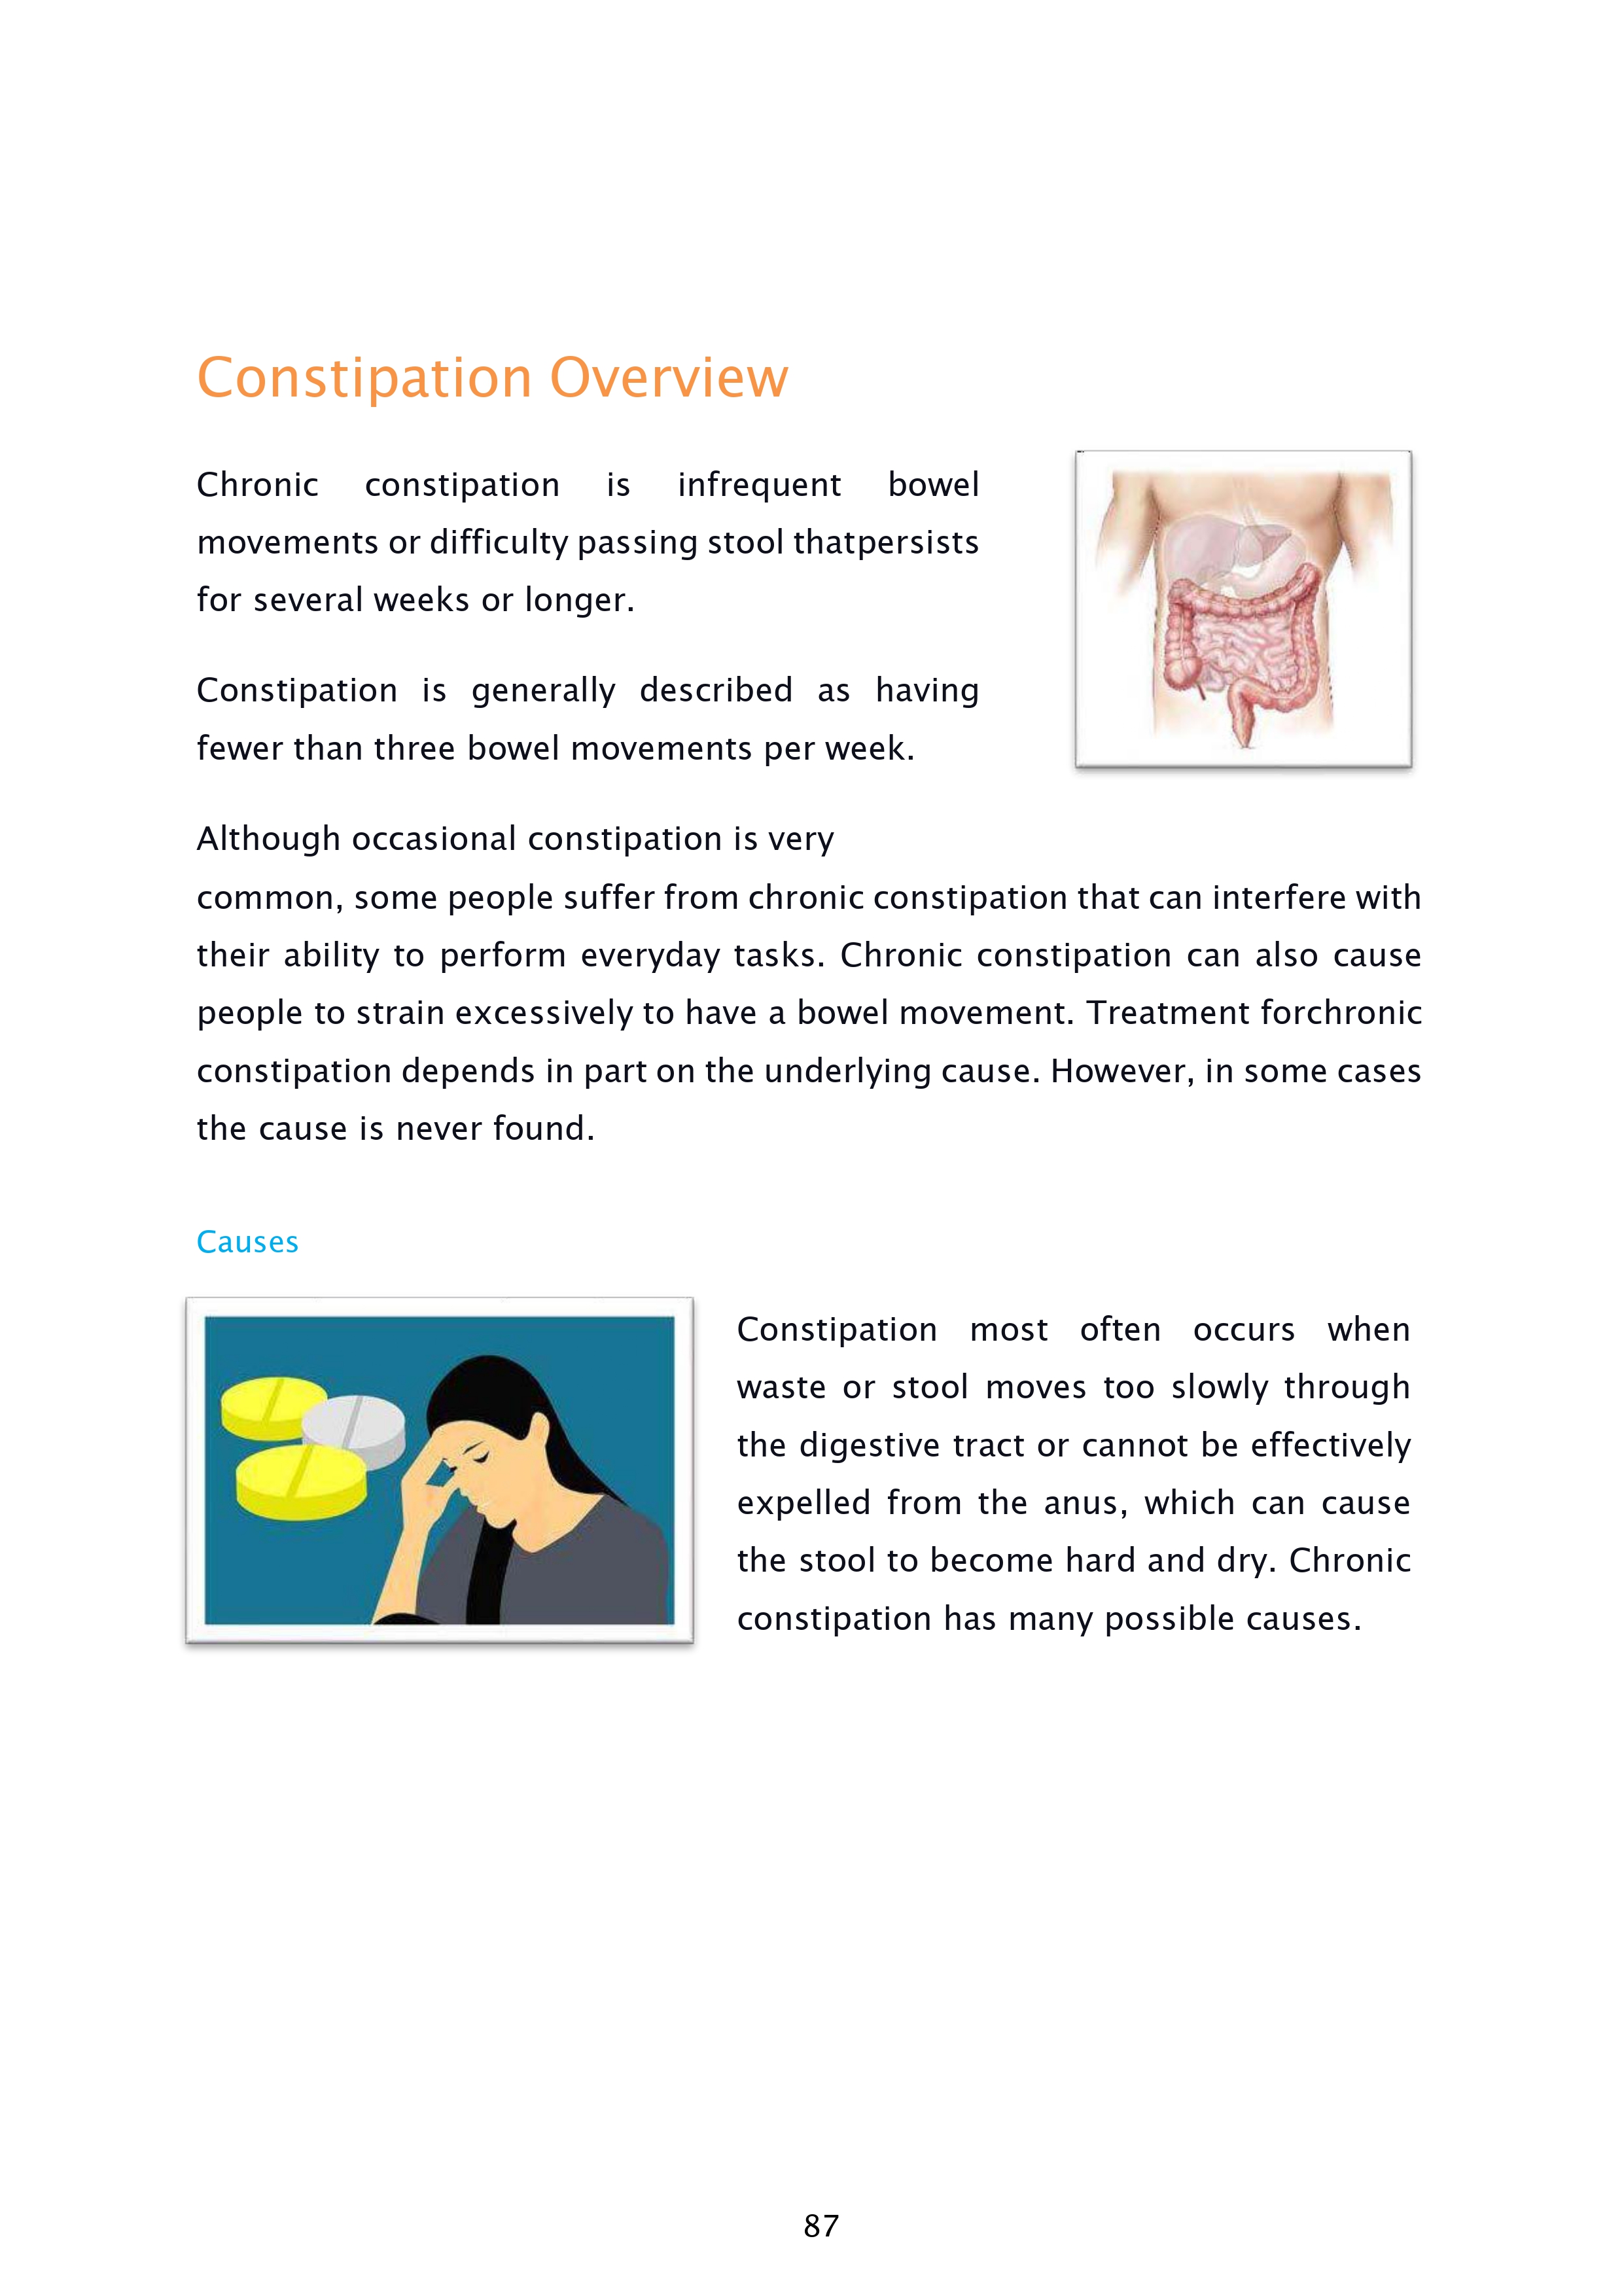 Constipation Overview
Chronic constipation is infrequent bowel
movements or difficulty passing stool thatpersists
for several weeks or longer.
Constipation is generally described as having
fewer than three bowel movements per week.
Although occasional constipation is very
common, some people suffer from chronic constipation that can interfere with
their ability to perform everyday tasks. Chronic constipation can also cause
people to strain excessively to have a bowel movement. Treatment forchronic
constipation depends in part on the underlying cause. However, in some cases
the cause is never found.
Causes
Constipation most often occurs when
waste or stool moves too slowly through
the digestive tract or cannot be effectively
expelled from the anus, which can cause
the stool to become hard and dry. Chronic
constipation has many possible causes.
87